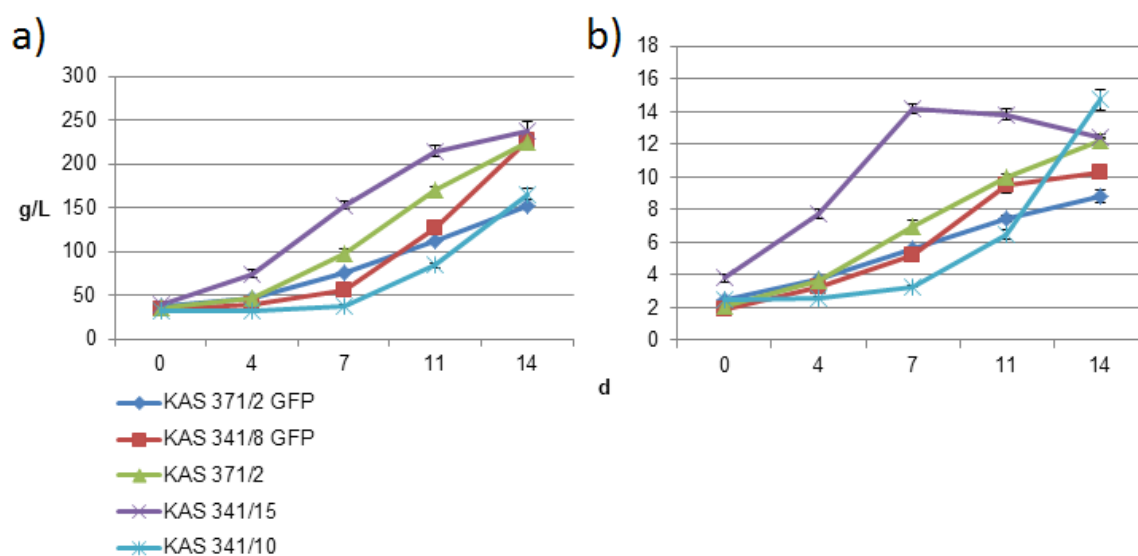 a)
300
250
200
g/L
150
100
50
0
0 4 7 11 14
b)
18
16
14
12
10
8
6
4
2
0
0 4 7 11 14
d
KAS 371/2 GFP
KAS 341/8 GFP
KAS 371/2
KAS 341/15
KAS 341/10